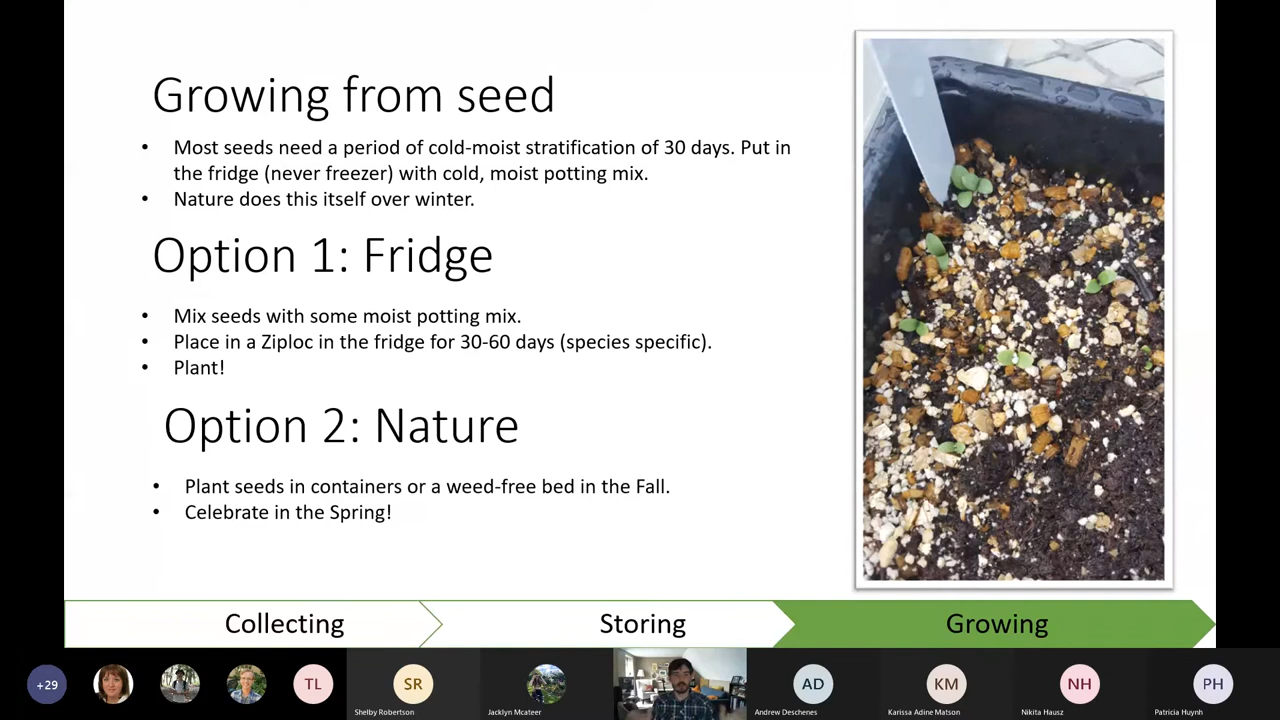 Growing from seed
• Most seeds need a period of cold-moist stratification of 30 days. Put in
the fridge (never freezer) with cold, moist potting mix.
• Nature does this itself over winter.
Option 1: Fridge
• Mix seeds with some moist potting mix.
• Place in a Ziploc in the fridge for 30-60 days (species specific).
• Plant!
Option 2: Nature
• Plant seeds in containers or a weed-free bed in the Fall.
• Celebrate in the Spring!
Collecting Storing Growing
+29 TL SR AD KM NH PH
Shelby Robertson Jacklyn Mcateer Andrew Deschenes Karissa Adine Matson Nikita Hausz Patricia Huynh